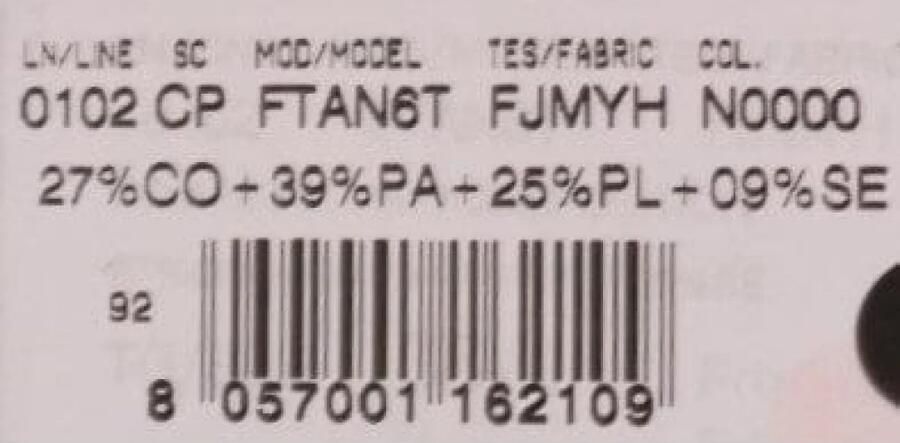 LN/LINE SC MOD/MODEL TES/FABRIC COL.
0102 CP FTAN6T FJMYH N0000
27%CO+39%PA+25%PL+09%SE
92
8 057001 162109